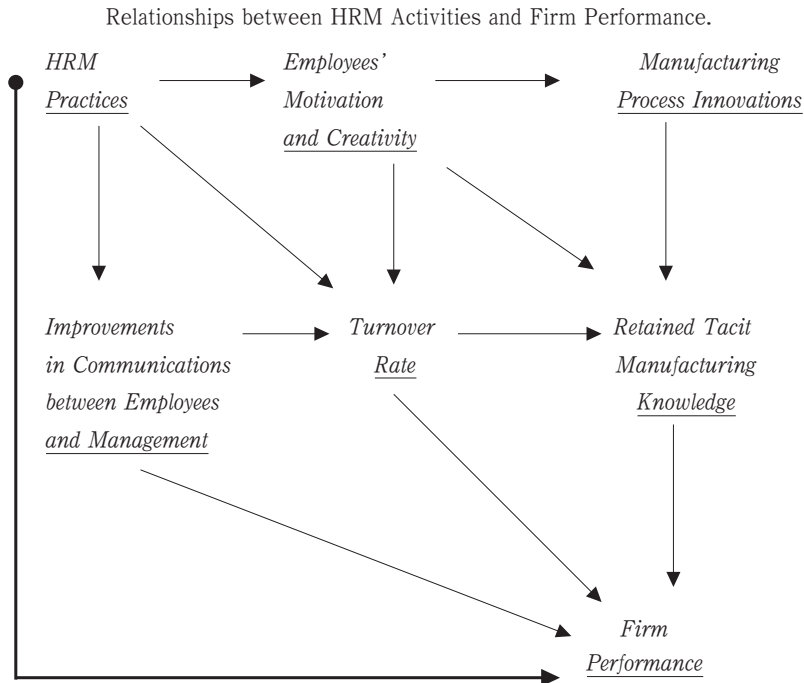 Relationships between HRM Activities and Firm Performance.
HRM
Practices
Employees’
Motivation
and Creativity
Manufacturing
Process Innovations
Improvements
in Communications
between Employees
and Management
Turnover
Rate
Retained Tacit
Manufacturing
Knowledge
Firm
Performance